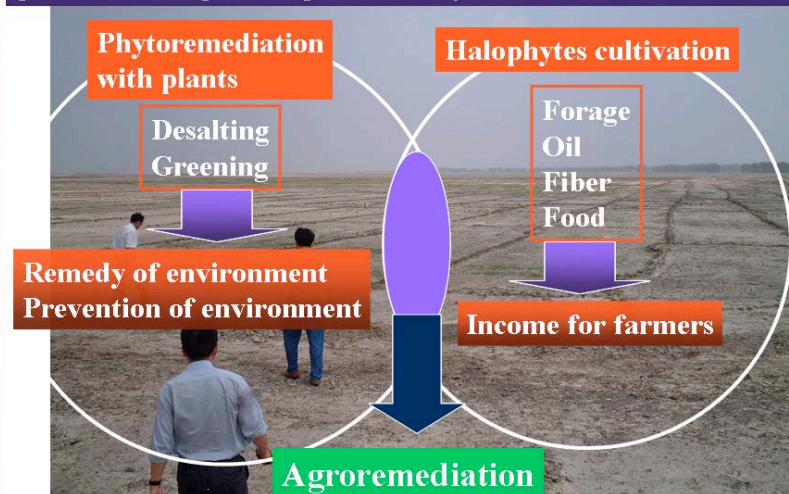 Phytoremediation
with plants
Desalting
Greening
Remedy of environment
Prevention of environment
Halophytes cultivation
Forage
Oil
Fiber
Food
Income for farmers
Agroremediation